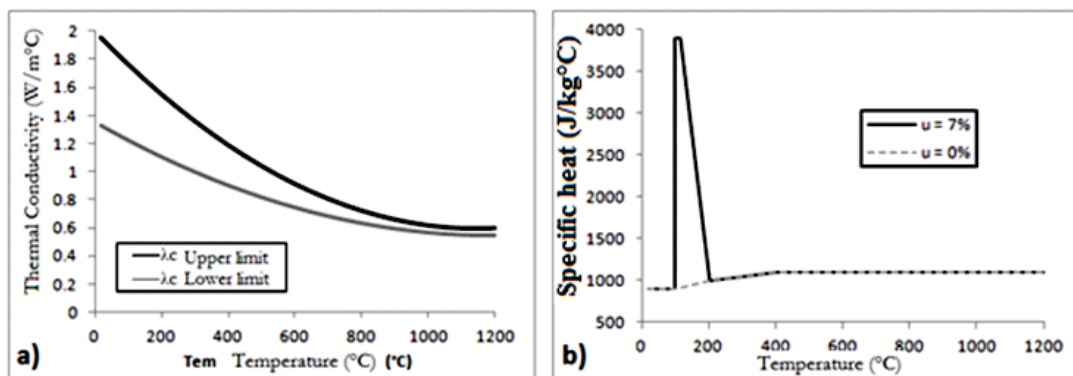 Thermal Conductivity (W/m°C)
2
1.8
1.6
1.4
1.2
1
0.8
0.6
0.4
0.2
0
λc Upper limit
λc Lower limit
0 200 400 600 800 1000 1200
a) Tem Temperature (°C) (°C)
Specific heat (J/kg°C)
4000
3500
3000
2500
2000
1500
1000
500
u = 7%
u = 0%
0 200 400 600 800 1000 1200
b) Temperature (°C)